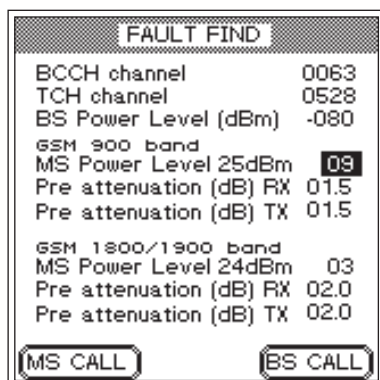 FAULT FIND
BCCH channel 0063
TCH channel 0528
BS Power Level (dBm) -080
GSM 900 band
MS Power Level 25dBm 09
Pre attenuation (dB) RX 01.5
Pre attenuation (dB) TX 01.5
GSM 1800/1900 band
MS Power Level 24dBm 03
Pre attenuation (dB) RX 02.0
Pre attenuation (dB) TX 02.0
MS CALL BS CALL